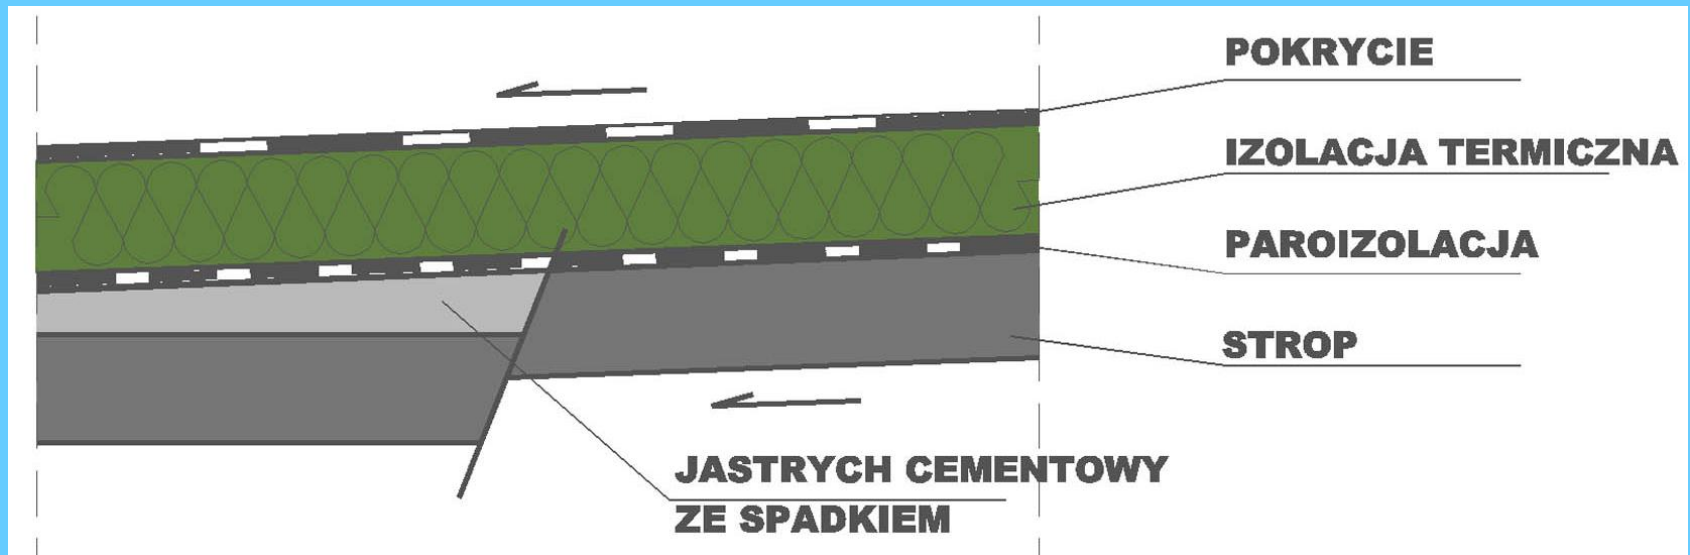 POKRYCIE
IZOLACJA TERMICZNA
PAROIZOLACJA
STROP
JASTRYCH CEMENTOWY
ZE SPADKIEM